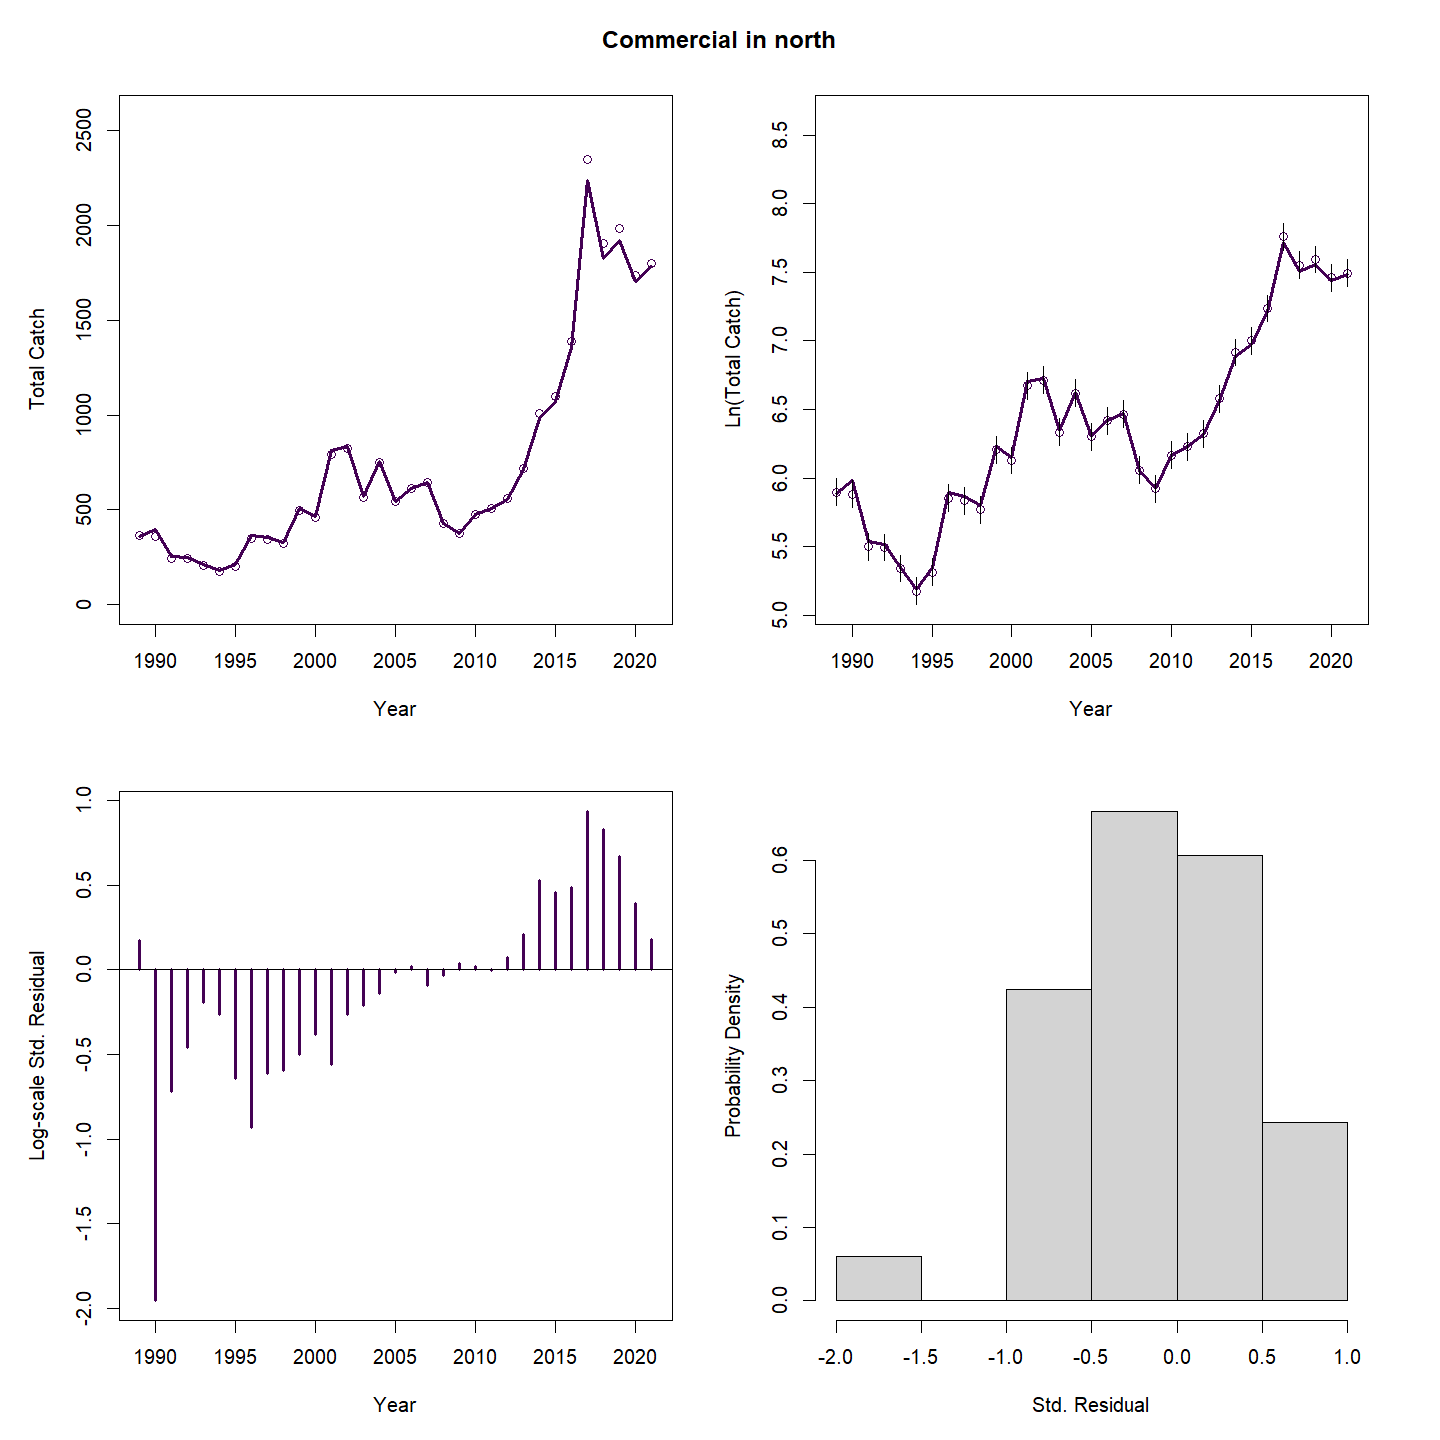 Commercial in north
Total Catch
2500
2000
1500
1000
500
0
1990 1995 2000 2005 2010 2015 2020
Year
Ln(Total Catch)
8.5
8.0
7.5
7.0
6.5
6.0
5.5
5.0
1990 1995 2000 2005 2010 2015 2020
Year
Log-scale Std. Residual
1.0
0.5
0.0
-0.5
-1.0
-1.5
-2.0
1990 1995 2000 2005 2010 2015 2020
Year
Probability Density
0.6
0.5
0.4
0.3
0.2
0.1
0.0
-2.0 -1.5 -1.0 -0.5 0.0 0.5 1.0
Std. Residual